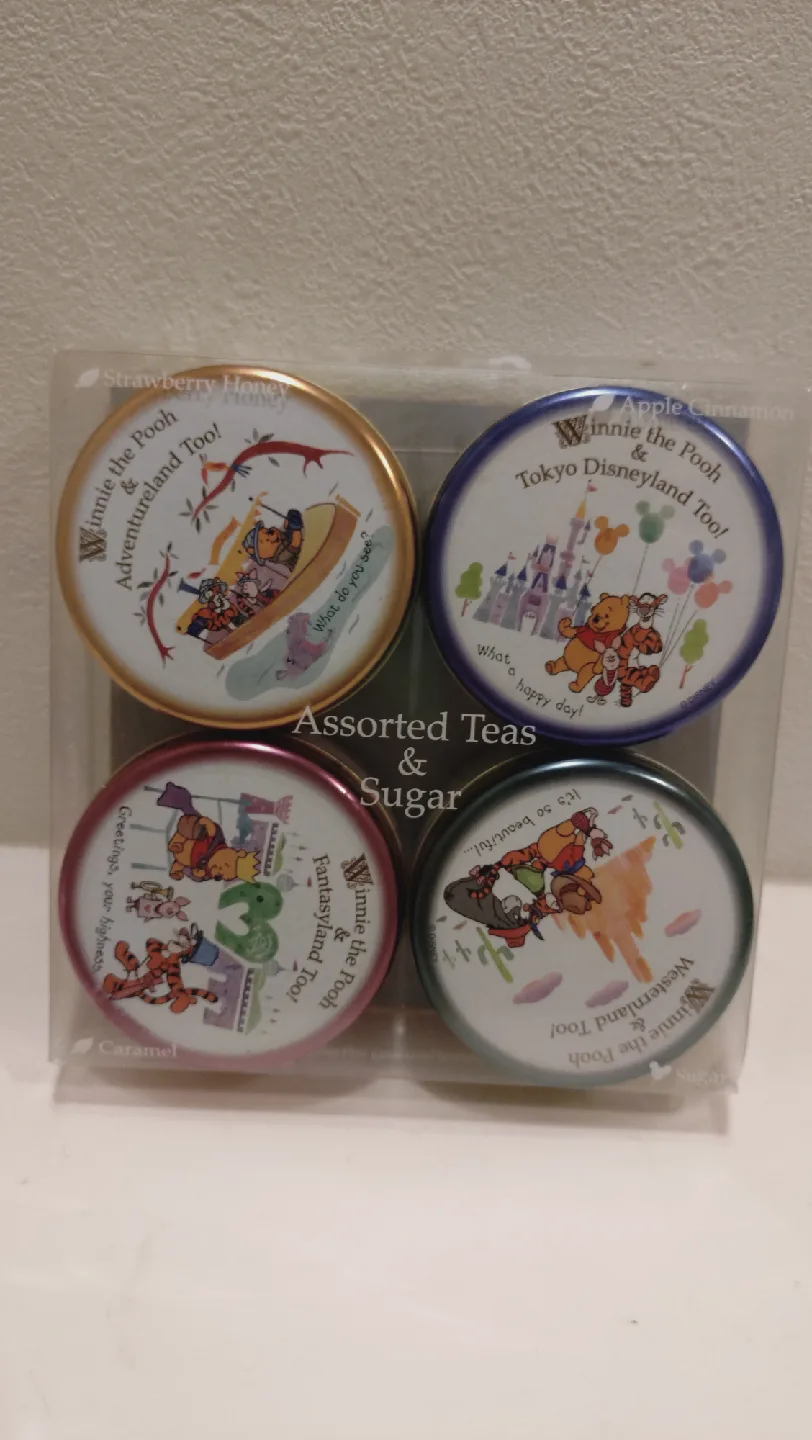 Strawberry Honey
Apple Cinnamon
Winnie the Pooh
&
Adventureland Too!
What do you see?
Winnie the Pooh
&
Tokyo Disneyland Too!
What a happy day!
Assorted Teas
&
Sugar
Greetings, your highness
Winnie the Pooh
&
Fantasyland Too!
It's so beautiful...
Winnie the Pooh
&
Westernland Too!
Caramel
Sugar